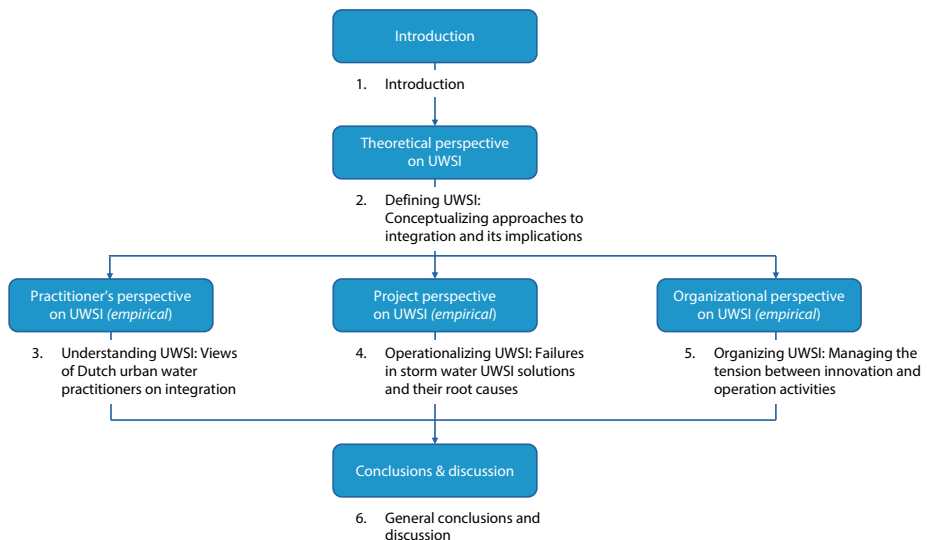 Introduction
1. Introduction
Theoretical perspective
on UWSI
2. Defining UWSI:
Conceptualizing approaches to
integration and its implications
Practitioner's perspective
on UWSI (empirical)
3. Understanding UWSI: Views
of Dutch urban water
practitioners on integration
Project perspective
on UWSI (empirical)
4. Operationalizing UWSI: Failures
in storm water UWSI solutions
and their root causes
Organizational perspective
on UWSI (empirical)
5. Organizing UWSI: Managing the
tension between innovation and
operation activities
Conclusions & discussion
6. General conclusions and
discussion